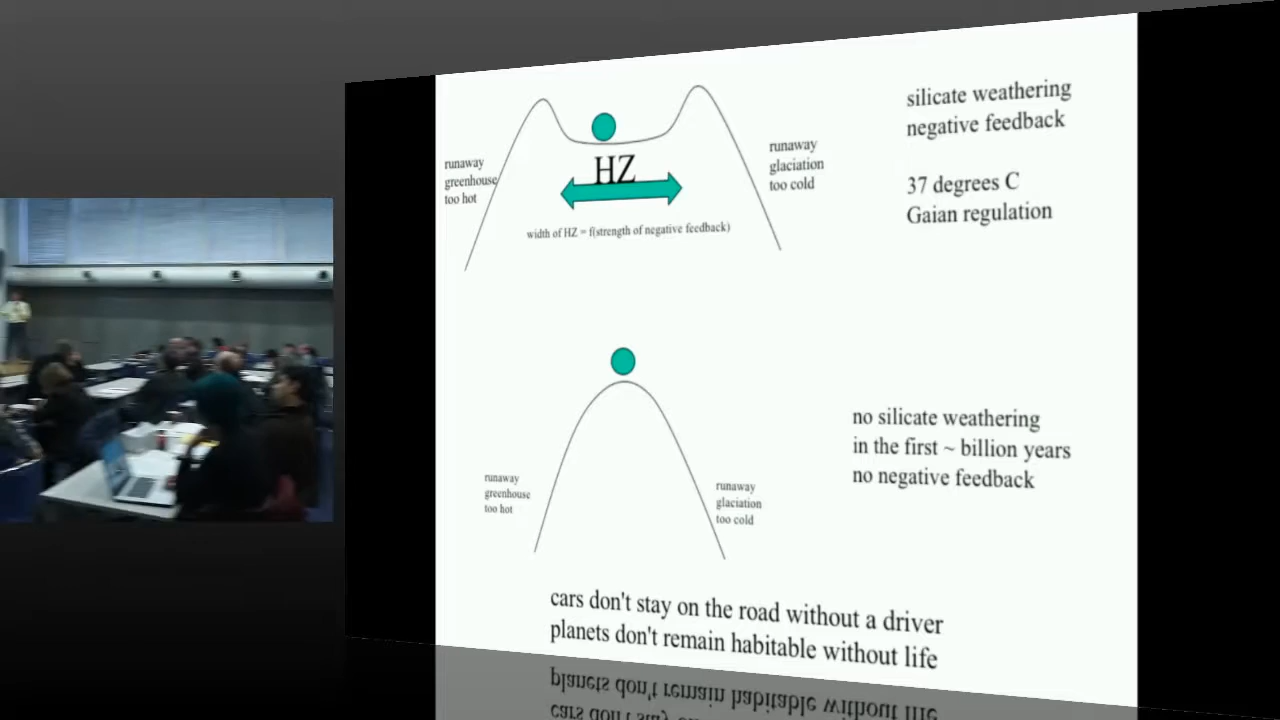 silicate weathering
negative feedback
runaway
greenhouse
too hot
HZ
runaway
glaciation
too cold
37 degrees C
Gaian regulation
width of HZ = f(strength of negative feedback)
no silicate weathering
in the first ~ billion years
no negative feedback
runaway
greenhouse
too hot
runaway
glaciation
too cold
cars don't stay on the road without a driver
planets don't remain habitable without life